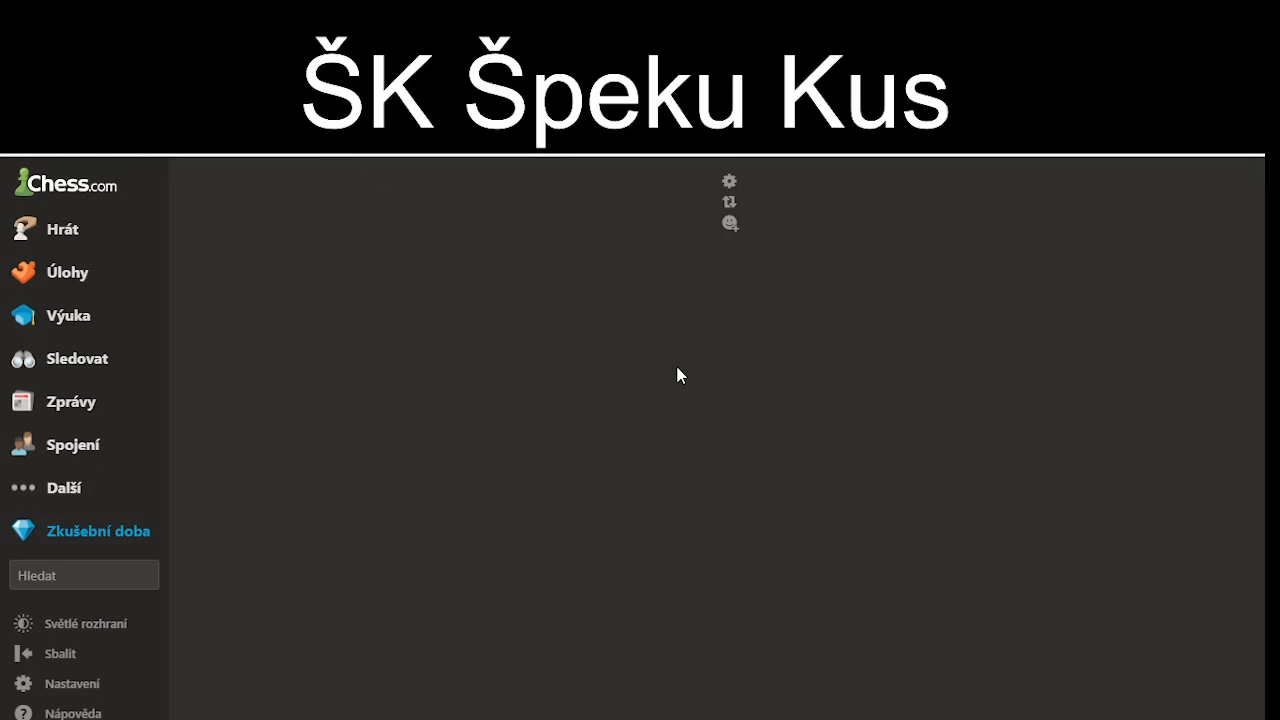 ŠK Špeku Kus
Chess.com
Hrát
Úlohy
Výuka
Sledovat
Zprávy
Spojení
Další
Zkušební doba
Hledat
Světlé rozhraní
Sbalit
Nastavení
Nápověda